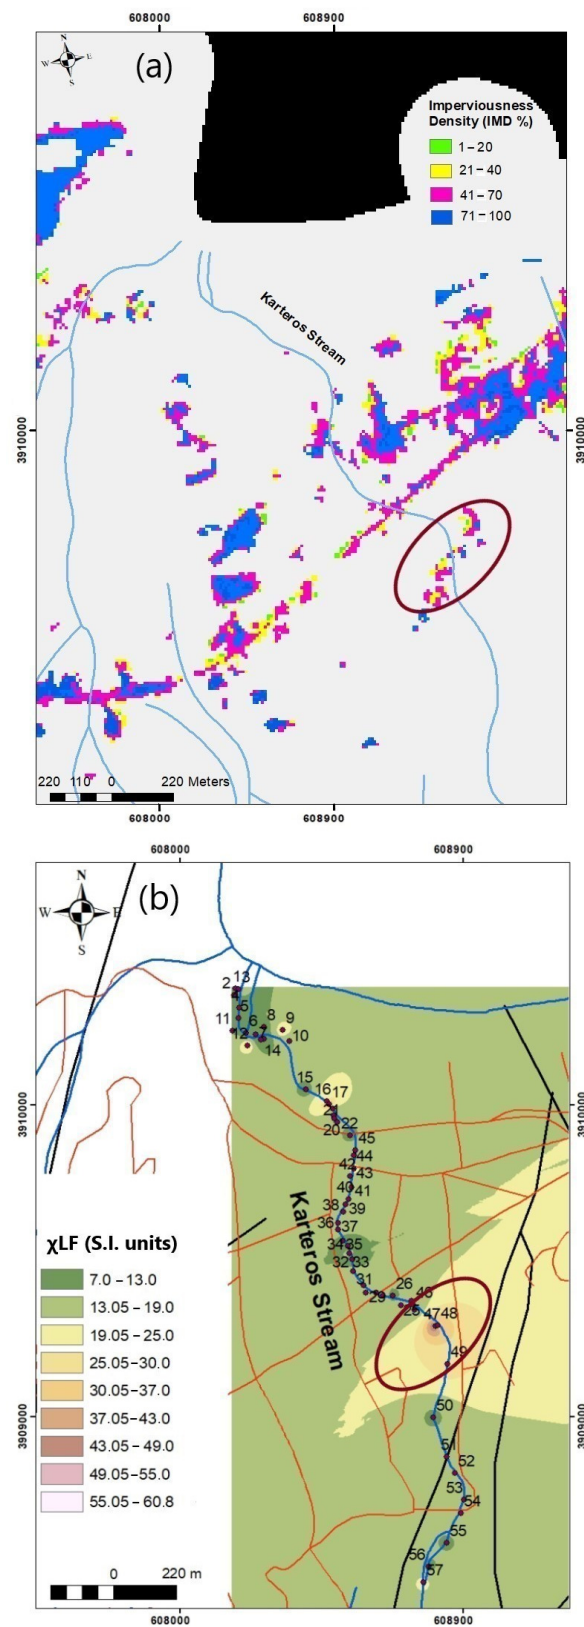 608000 608900
N
W E
S
(a)
Imperviousness
Density (IMD %)
1 – 20
21 – 40
41 – 70
71 – 100
Karteros Stream
3910000 3910000
220 110 0 220 Meters
608000 608900
608000 608900
N
W E
S
(b)
2 13
5
11 6 8 9
12 7 10
14
15
16 17
21
20 22
45
44
42
43
40
41
38 39
36
37
34 35
32 33
31
29 26
25 46
47 48
49
50
51
52
53
54
55
56
57
Karteros Stream
3910000 3910000
3909000 3909000
χLF (S.I. units)
7.0 – 13.0
13.05 – 19.0
19.05 – 25.0
25.05 – 30.0
30.05 – 37.0
37.05 – 43.0
43.05 – 49.0
49.05 – 55.0
55.05 – 60.8
0 220 m
608000 608900